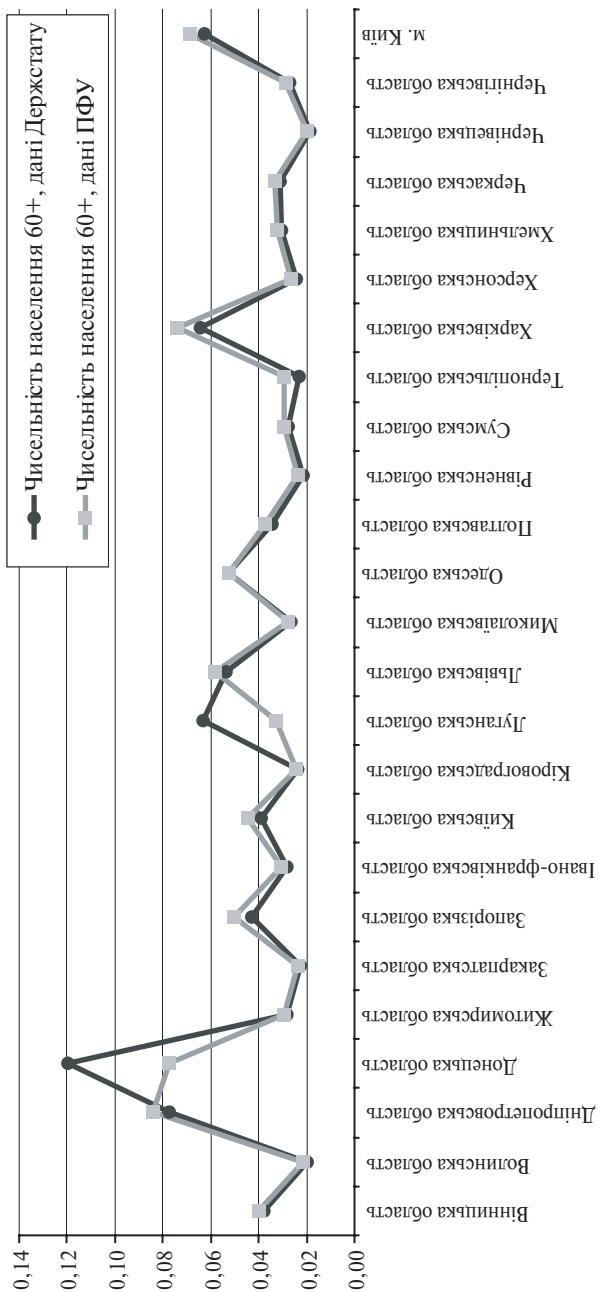 Чисельність населення 60+, дані Держстату
Чисельність населення 60+, дані ПФУ
0,14
0,12
0,10
0,08
0,06
0,04
0,02
0,00
Вінницька область
Волинська область
Дніпропетровська область
Донецька область
Житомирська область
Закарпатська область
Запорізька область
Івано-франківська область
Київська область
Кіровоградська область
Луганська область
Львівська область
Миколаївська область
Одеська область
Полтавська область
Рівненська область
Сумська область
Тернопільська область
Харківська область
Херсонська область
Хмельницька область
Черкаська область
Чернівецька область
Чернігівська область
м. Київ